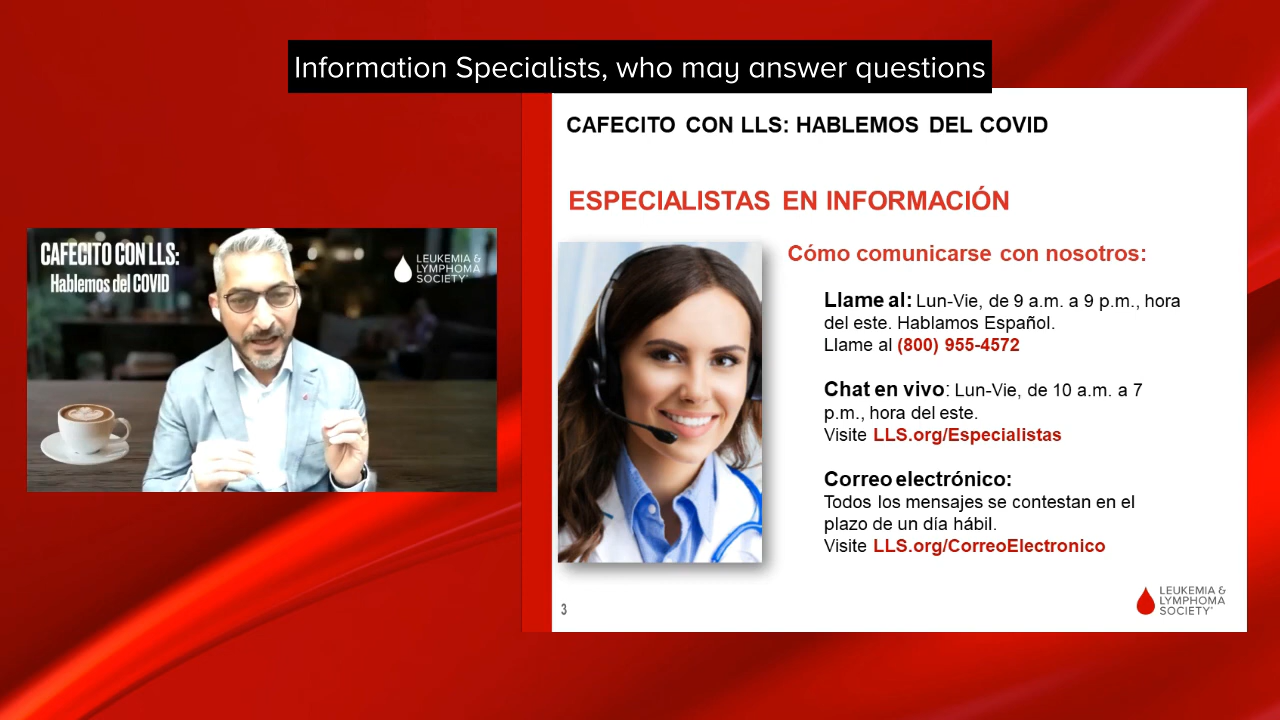 Information Specialists, who may answer questions
CAFECITO CON LLS:
Hablemos del COVID
LEUKEMIA &
LYMPHOMA
SOCIETY®
CAFECITO CON LLS: HABLEMOS DEL COVID
ESPECIALISTAS EN INFORMACIÓN
Cómo comunicarse con nosotros:
Llame al: Lun-Vie, de 9 a.m. a 9 p.m., hora
del este. Hablamos Español.
Llame al (800) 955-4572
Chat en vivo: Lun-Vie, de 10 a.m. a 7
p.m., hora del este.
Visite LLS.org/Especialistas
Correo electrónico:
Todos los mensajes se contestan en el
plazo de un día hábil.
Visite LLS.org/CorreoElectronico
3
LEUKEMIA &
LYMPHOMA
SOCIETY®